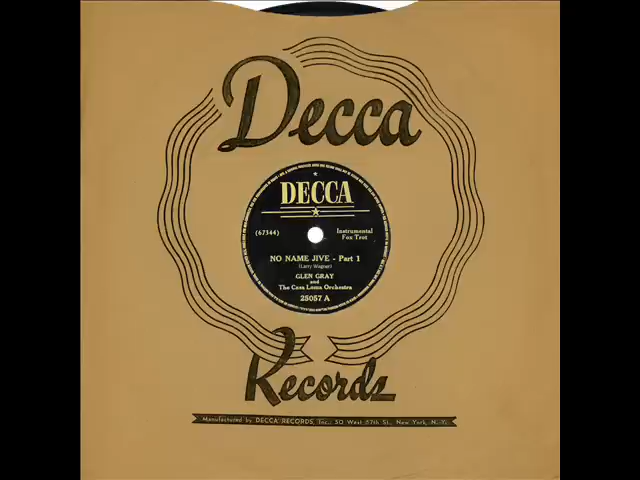 Decca
DECCA
(67344)
Instrumental
Fox Trot
NO NAME JIVE - Part 1
(Larry Wagner)
GLEN GRAY
and
The Casa Loma Orchestra
25057 A
Records
Manufactured by DECCA RECORDS, Inc., 50 West 57th St., New York, N.Y.